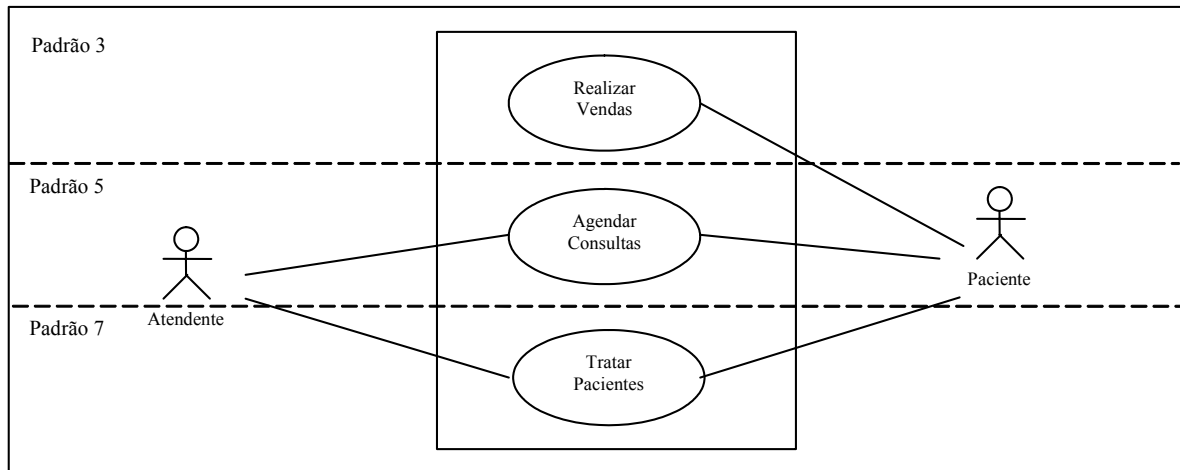 Padrão 3
Realizar
Vendas
Padrão 5
Agendar
Consultas
Paciente
Atendente
Padrão 7
Tratar
Pacientes